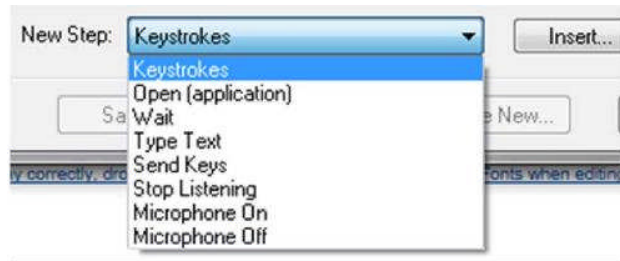 New Step: Keystrokes Insert...
Keystrokes
Open (application)
Sa Wait e New...
Type Text
Send Keys
y correctly, dro Fonts when editing
Stop Listening
Microphone On
Microphone Off